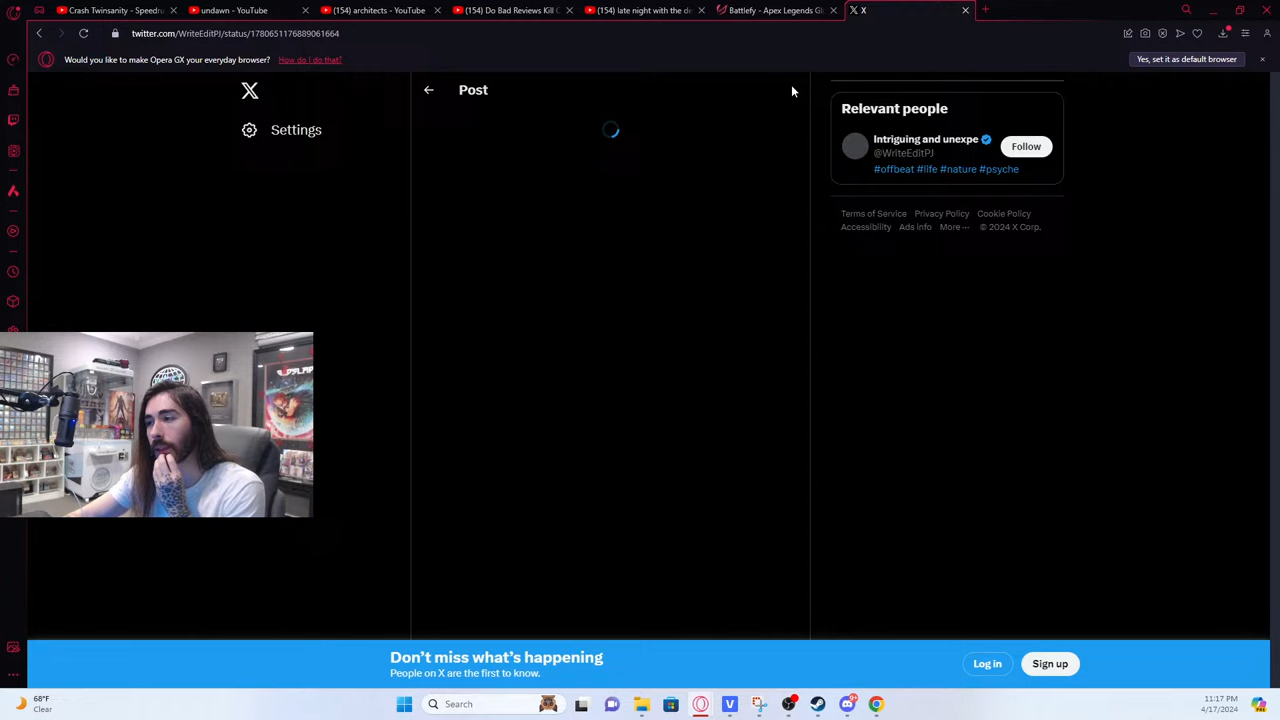 Crash Twinsanity - Speedru
undawn - YouTube
(154) architects - YouTube
(154) Do Bad Reviews Kill C
(154) late night with the de
Battlefy - Apex Legends Gl
X
twitter.com/WriteEditPJ/status/1780651176889061664
Would you like to make Opera GX your everyday browser? How do I do that?
Yes, set it as default browser
Post
Settings
Relevant people
Intriguing and unexpe
@WriteEditPJ
Follow
#offbeat #life #nature #psyche
Terms of Service Privacy Policy Cookie Policy
Accessibility Ads info More ··· © 2024 X Corp.
Don't miss what's happening
People on X are the first to know.
Log in
Sign up
68°F
Clear
Search
11:17 PM
4/17/2024